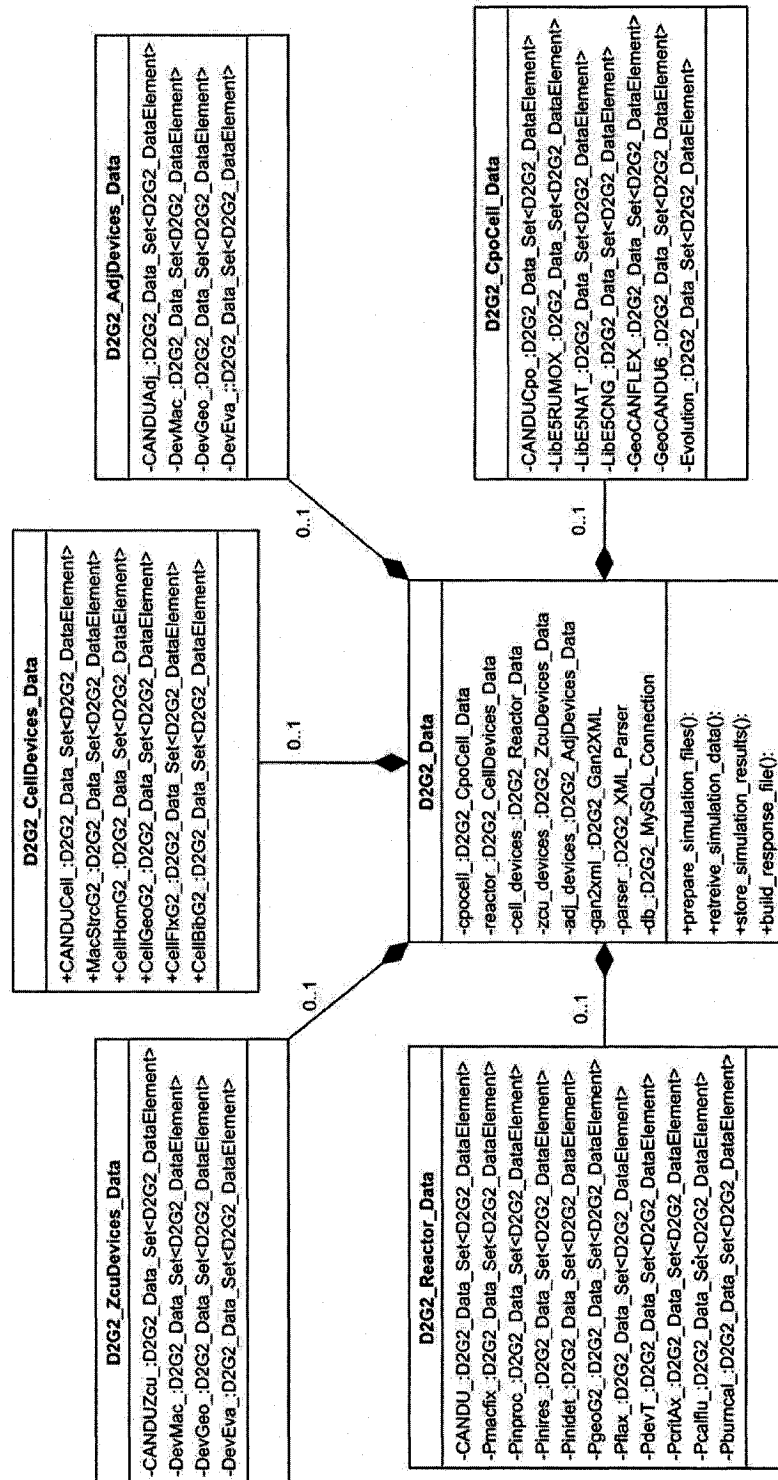 D2G2_ZcuDevices_Data
-CANDUZcu_:D2G2_Data_Set<D2G2_DataElement>
-DevMac_:D2G2_Data_Set<D2G2_DataElement>
-DevGeo_:D2G2_Data_Set<D2G2_DataElement>
-DevEva_:D2G2_Data_Set<D2G2_DataElement>
0..1
D2G2_CellDevices_Data
+CANDUCell_:D2G2_Data_Set<D2G2_DataElement>
+MacStrcG2_:D2G2_Data_Set<D2G2_DataElement>
+CellHomG2_:D2G2_Data_Set<D2G2_DataElement>
+CellGeoG2_:D2G2_Data_Set<D2G2_DataElement>
+CellFlxG2_:D2G2_Data_Set<D2G2_DataElement>
+CellBibG2_:D2G2_Data_Set<D2G2_DataElement>
0..1
D2G2_AdjDevices_Data
-CANDUAdj_:D2G2_Data_Set<D2G2_DataElement>
-DevMac_:D2G2_Data_Set<D2G2_DataElement>
-DevGeo_:D2G2_Data_Set<D2G2_DataElement>
-DevEva_::D2G2_Data_Set<D2G2_DataElement>
0..1
D2G2_Reactor_Data
-CANDU_:D2G2_Data_Set<D2G2_DataElement>
-Pmacfix_:D2G2_Data_Set<D2G2_DataElement>
-Pinproc_:D2G2_Data_Set<D2G2_DataElement>
-Pinires_:D2G2_Data_Set<D2G2_DataElement>
-Pinidet_:D2G2_Data_Set<D2G2_DataElement>
-PgeoG2_:D2G2_Data_Set<D2G2_DataElement>
-Pflax_:D2G2_Data_Set<D2G2_DataElement>
-PdevT_:D2G2_Data_Set<D2G2_DataElement>
-PcritAx_:D2G2_Data_Set<D2G2_DataElement>
-Pcalflu_:D2G2_Data_Set<D2G2_DataElement>
-Pburncal_:D2G2_Data_Set<D2G2_DataElement>
0..1
D2G2_Data
-cpocell_:D2G2_CpoCell_Data
-reactor_:D2G2_CellDevices_Data
-cell_devices_:D2G2_Reactor_Data
-zcu_devices_:D2G2_ZcuDevices_Data
-adj_devices_:D2G2_AdjDevices_Data
-gan2xml_:D2G2_Gan2XML
-parser_:D2G2_XML_Parser
-db_:D2G2_MySQL_Connection
+prepare_simulation_files():
+retreive_simulation_data():
+store_simulation_results():
+build_response_file():
0..1
D2G2_CpoCell_Data
-CANDUCpo_:D2G2_Data_Set<D2G2_DataElement>
-LibE5RUMOX_:D2G2_Data_Set<D2G2_DataElement>
-LibE5NAT_:D2G2_Data_Set<D2G2_DataElement>
-LibE5CNG_:D2G2_Data_Set<D2G2_DataElement>
-GeoCANFLEX_:D2G2_Data_Set<D2G2_DataElement>
-GeoCANDU6_:D2G2_Data_Set<D2G2_DataElement>
-Evolution_:D2G2_Data_Set<D2G2_DataElement>